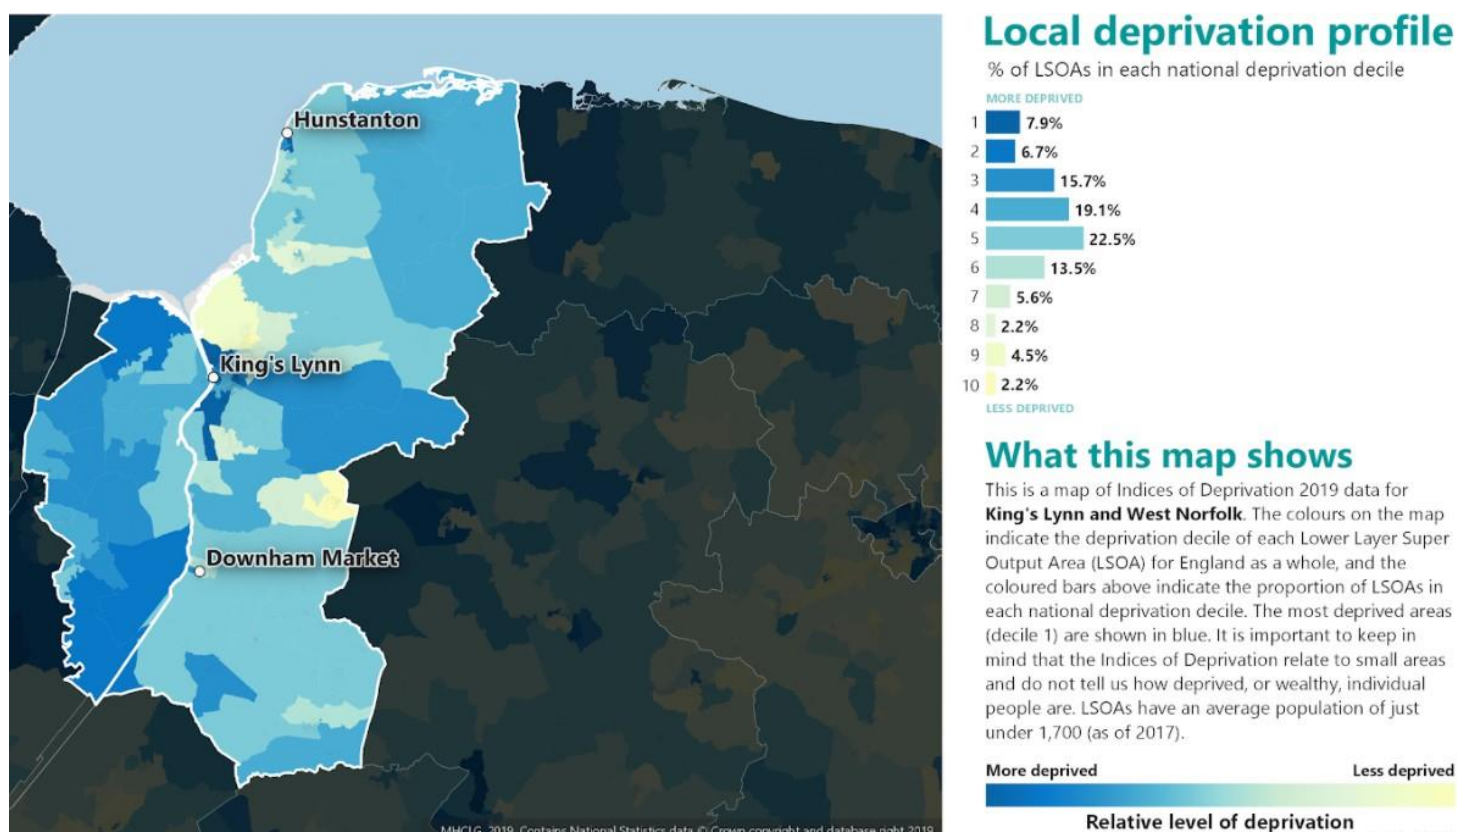 Hunstanton
King's Lynn
Downham Market
MHCLG, 2019. Contains National Statistics data © Crown copyright and database right 2019
Local deprivation profile
% of LSOAs in each national deprivation decile
MORE DEPRIVED
1 7.9%
2 6.7%
3 15.7%
4 19.1%
5 22.5%
6 13.5%
7 5.6%
8 2.2%
9 4.5%
10 2.2%
LESS DEPRIVED
What this map shows
This is a map of Indices of Deprivation 2019 data for
King's Lynn and West Norfolk. The colours on the map
indicate the deprivation decile of each Lower Layer Super
Output Area (LSOA) for England as a whole, and the
coloured bars above indicate the proportion of LSOAs in
each national deprivation decile. The most deprived areas
(decile 1) are shown in blue. It is important to keep in
mind that the Indices of Deprivation relate to small areas
and do not tell us how deprived, or wealthy, individual
people are. LSOAs have an average population of just
under 1,700 (as of 2017).
More deprived Less deprived
Relative level of deprivation